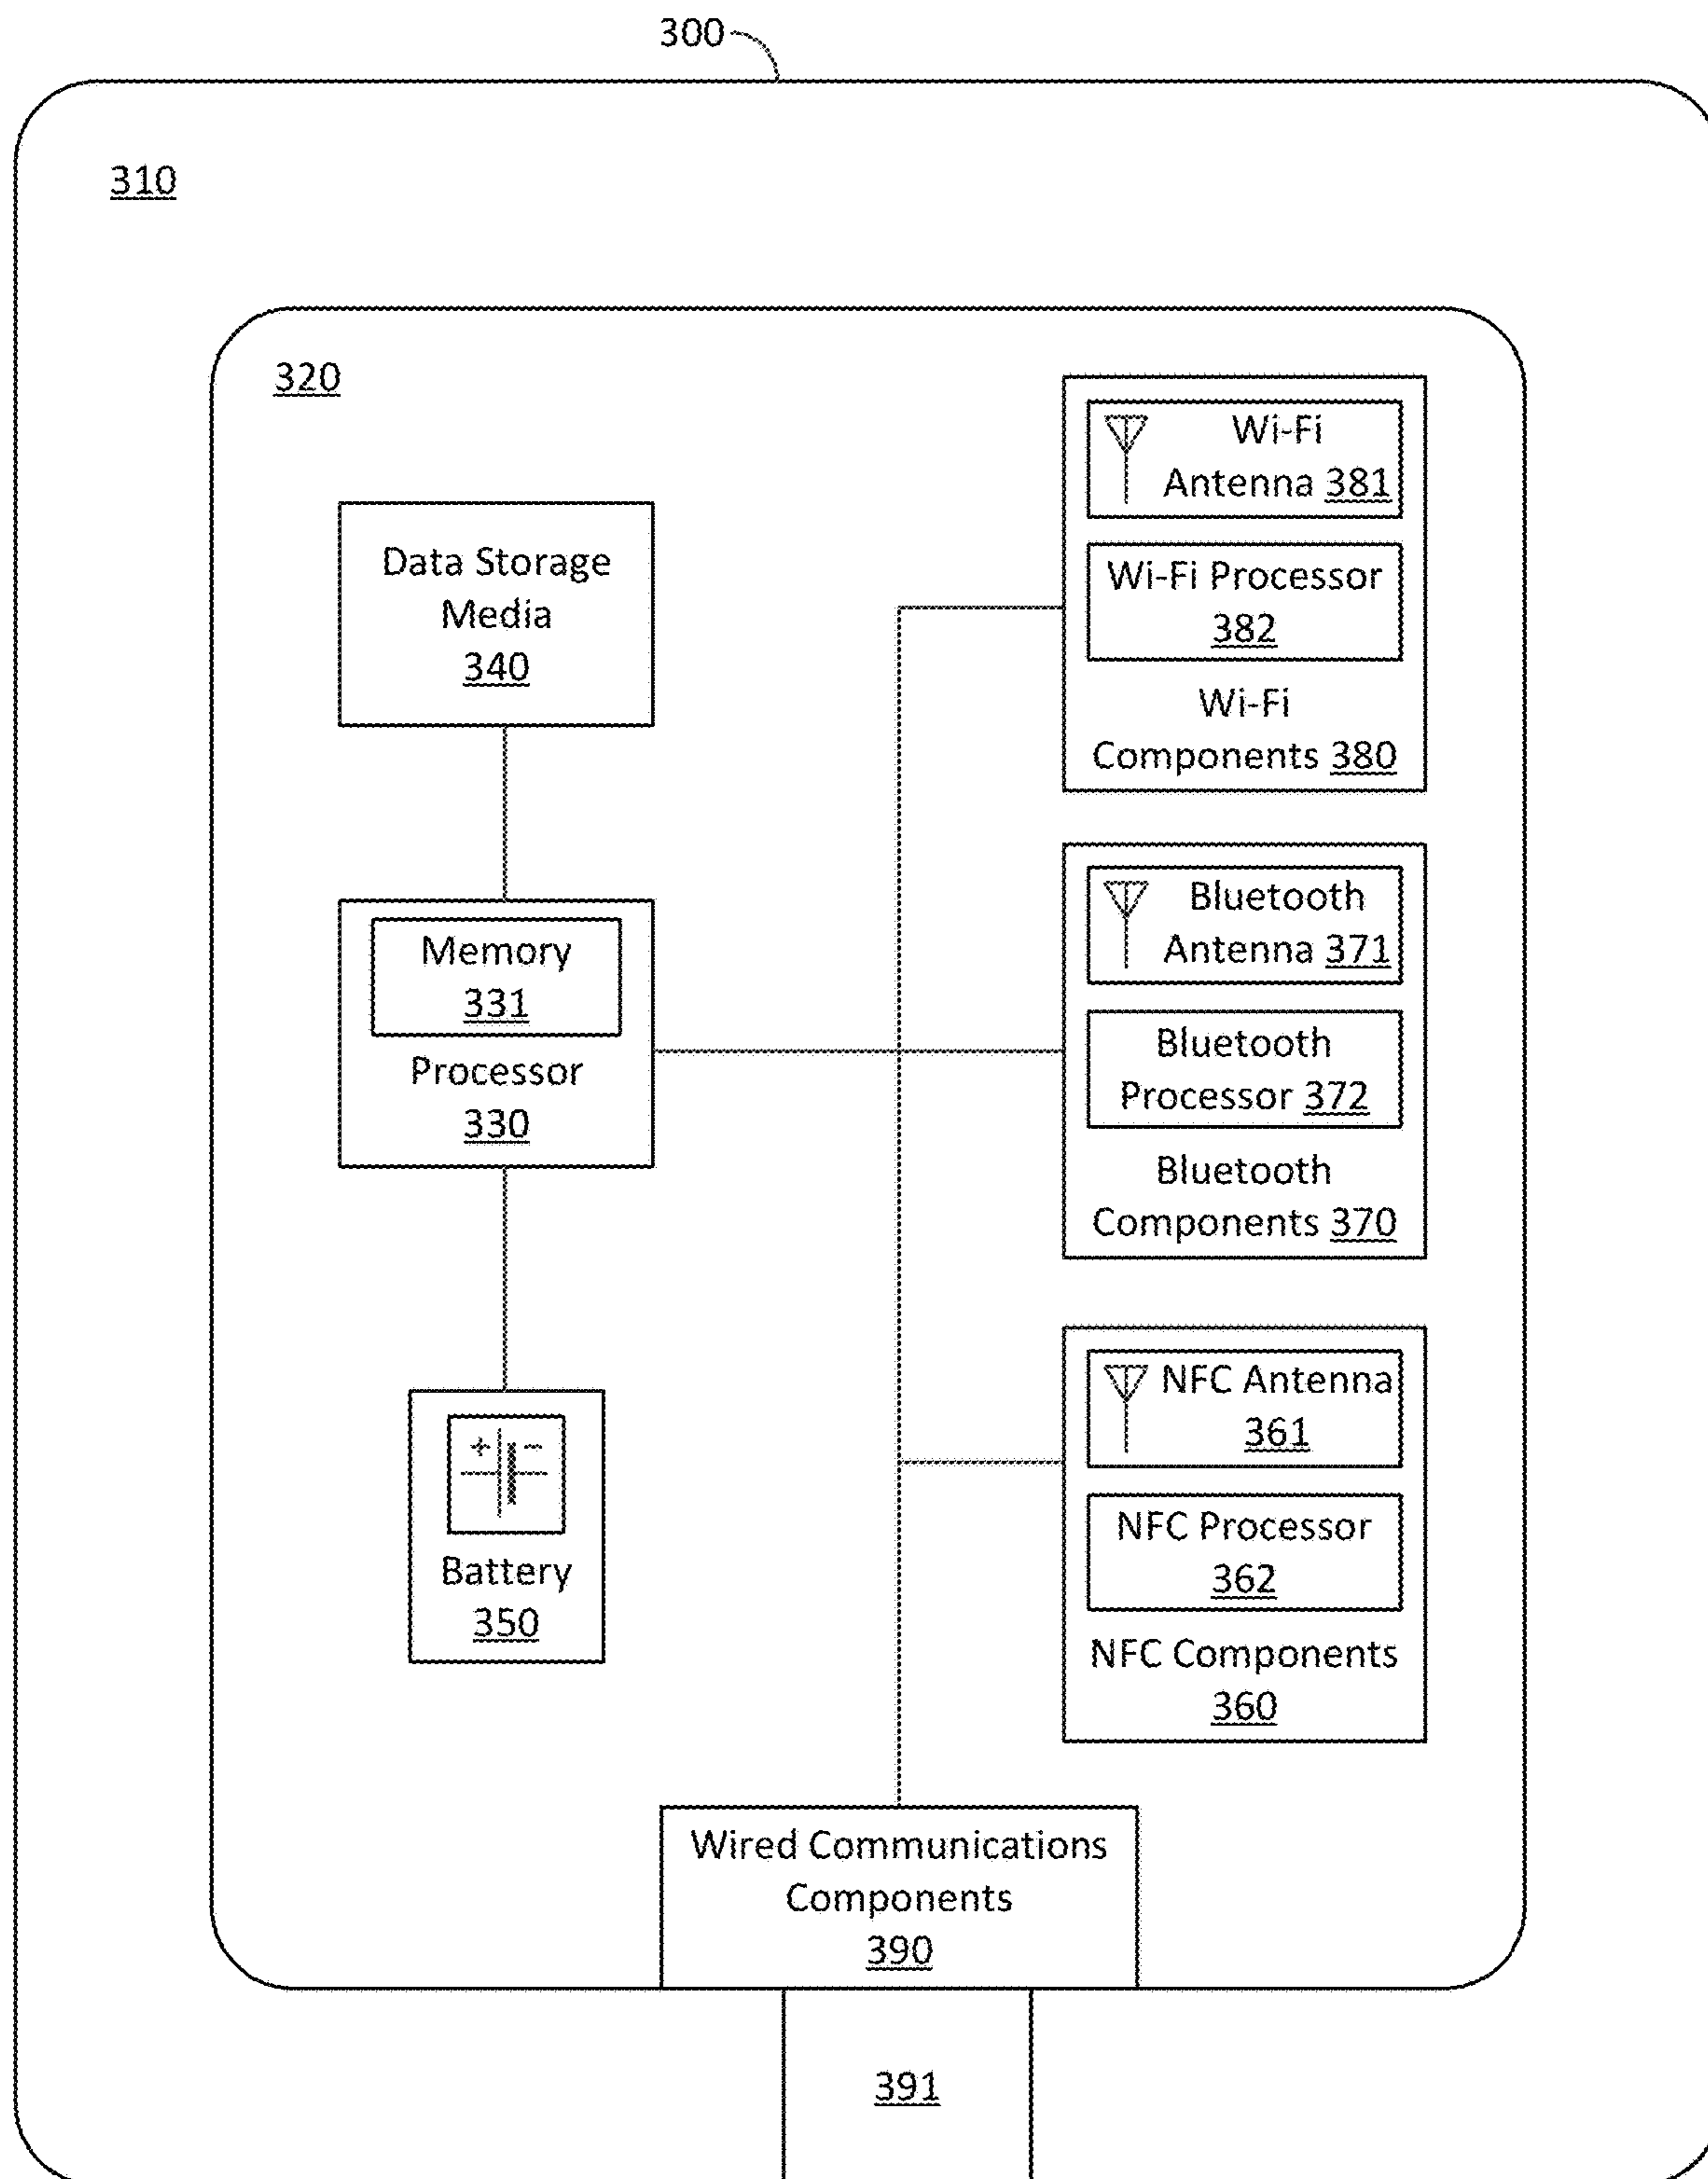 300
310
320
Data Storage
Media
340
Memory
331
Processor
330
+ -
Battery
350
Wi-Fi
Antenna 381
Wi-Fi Processor
382
Wi-Fi
Components 380
Bluetooth
Antenna 371
Bluetooth
Processor 372
Bluetooth
Components 370
NFC Antenna
361
NFC Processor
362
NFC Components
360
Wired Communications
Components
390
391